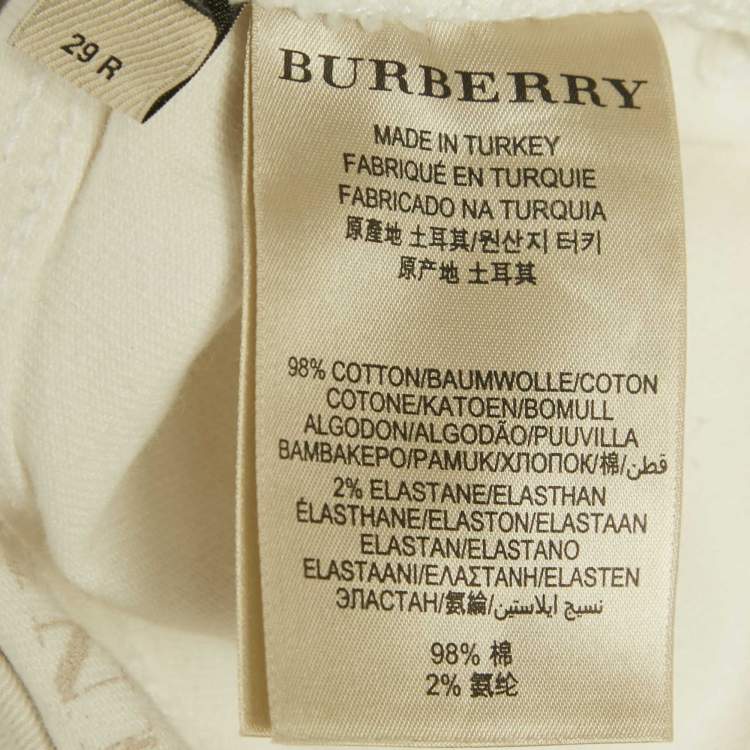 29 R
BURBERRY
MADE IN TURKEY
FABRIQUÉ EN TURQUIE
FABRICADO NA TURQUIA
原產地 土耳其/원산지 터키
原产地 土耳其
98% COTTON/BAUMWOLLE/COTON
COTONE/KATOEN/BOMULL
ALGODON/ALGODÃO/PUUVILLA
BAMBAKEPO/PAMUK/ХЛОПОК/棉/قطن
2% ELASTANE/ELASTHAN
ÉLASTHANE/ELASTON/ELASTAAN
ELASTAN/ELASTANO
ELASTAANI/ΕΛΑΣΤΑΝΗ/ELASTEN
ЭЛАСТАН/氨綸/نسيج ايلاستين
98% 棉
2% 氨纶